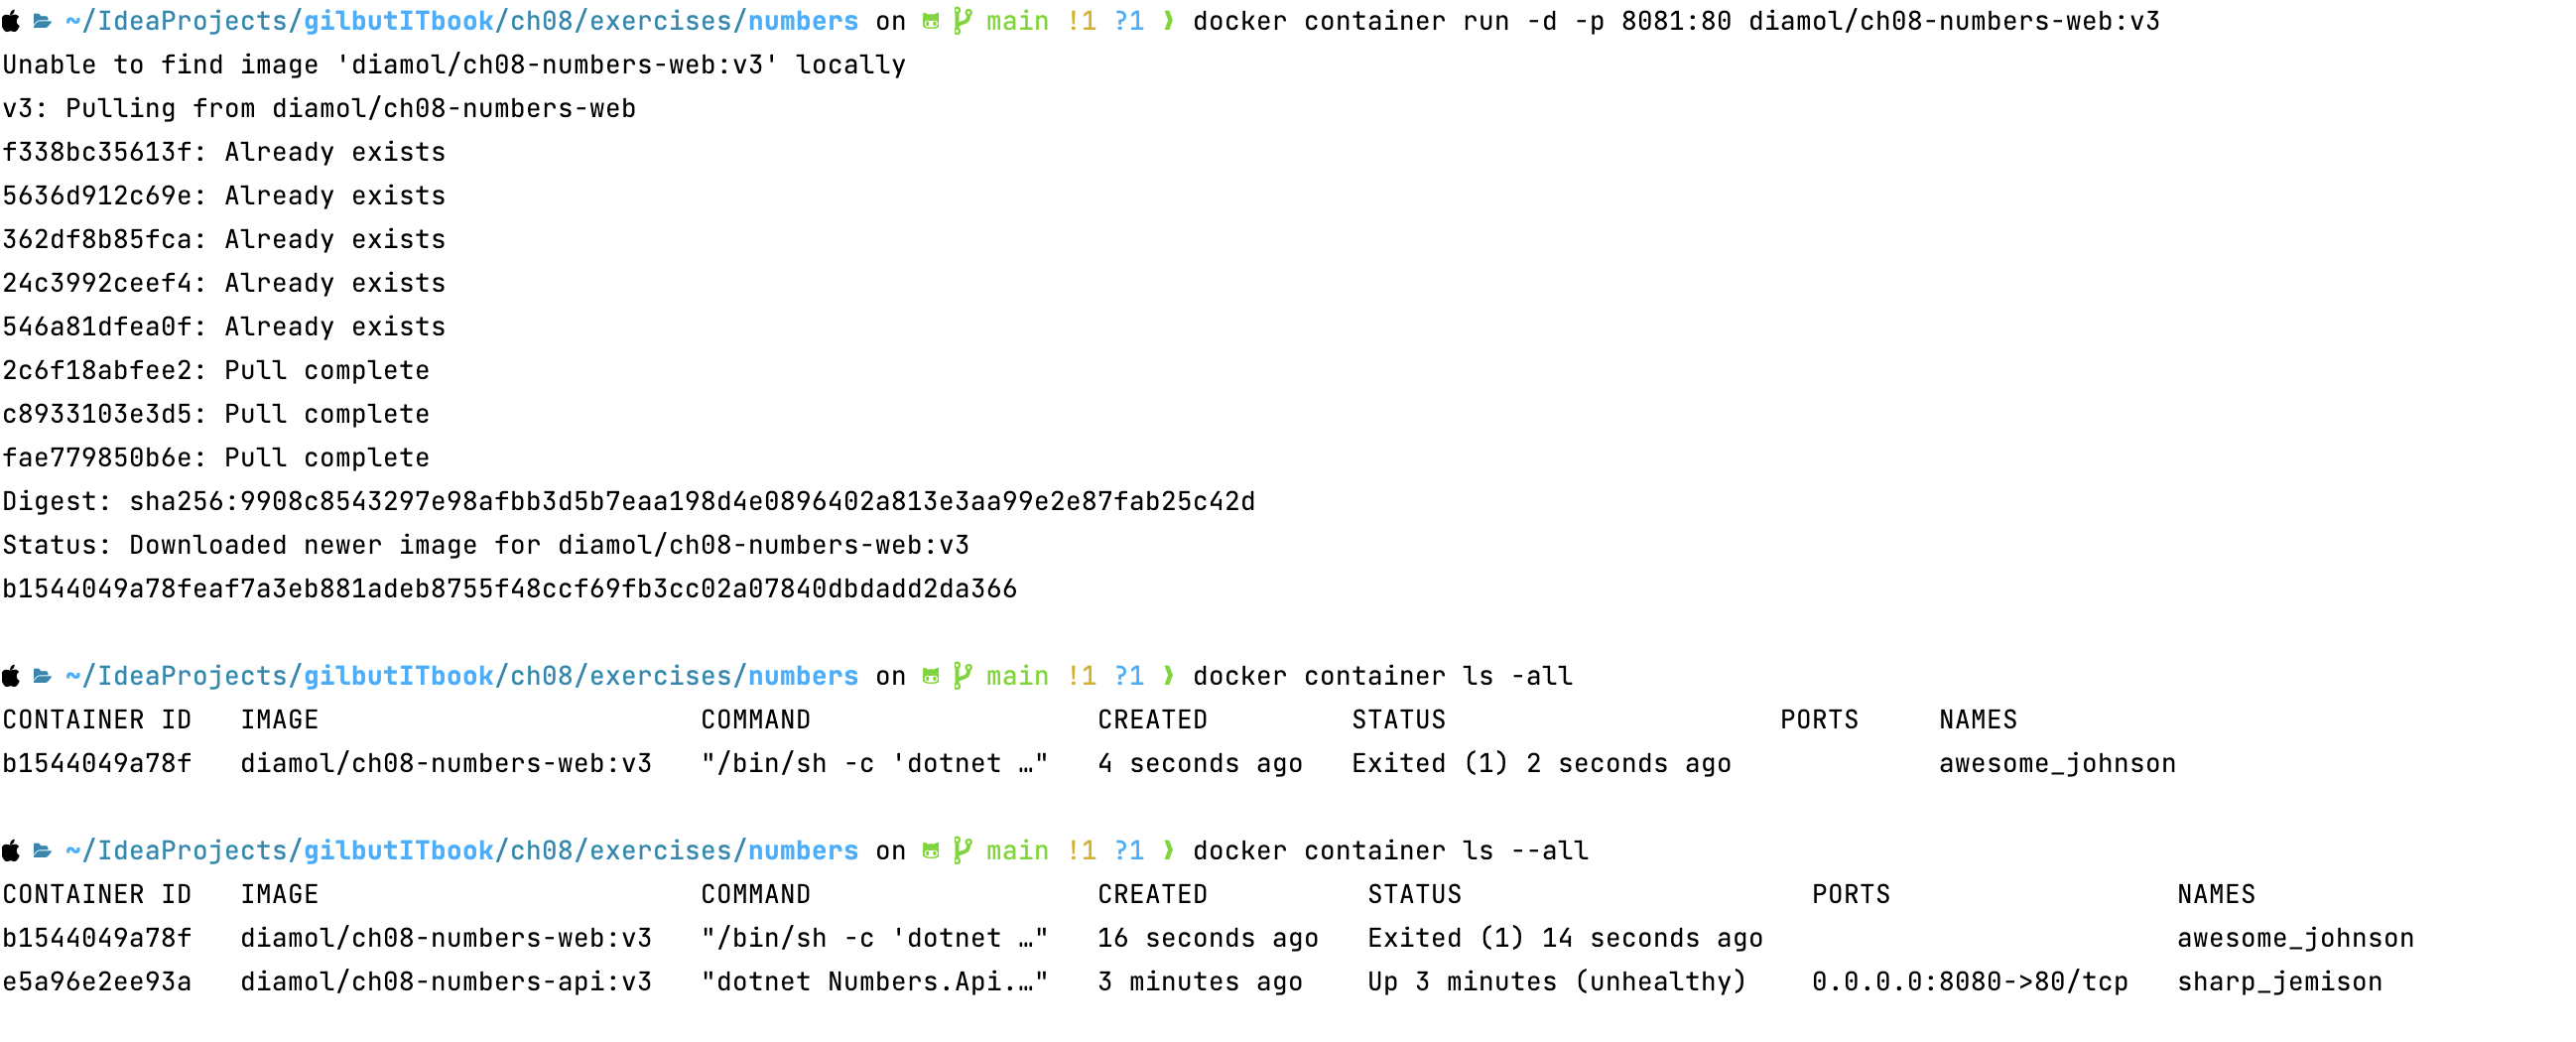 ~/IdeaProjects/gilbutITbook/ch08/exercises/numbers on main !1 ?1 ❯ docker container run -d -p 8081:80 diamol/ch08-numbers-web:v3
Unable to find image 'diamol/ch08-numbers-web:v3' locally
v3: Pulling from diamol/ch08-numbers-web
f338bc35613f: Already exists
5636d912c69e: Already exists
362df8b85fca: Already exists
24c3992ceef4: Already exists
546a81dfea0f: Already exists
2c6f18abfee2: Pull complete
c8933103e3d5: Pull complete
fae779850b6e: Pull complete
Digest: sha256:9908c8543297e98afbb3d5b7eaa198d4e0896402a813e3aa99e2e87fab25c42d
Status: Downloaded newer image for diamol/ch08-numbers-web:v3
b1544049a78feaf7a3eb881adeb8755f48ccf69fb3cc02a07840dbdadd2da366
~/IdeaProjects/gilbutITbook/ch08/exercises/numbers on main !1 ?1 ❯ docker container ls -all
CONTAINER ID IMAGE COMMAND CREATED STATUS PORTS NAMES
b1544049a78f diamol/ch08-numbers-web:v3 "/bin/sh -c 'dotnet …" 4 seconds ago Exited (1) 2 seconds ago awesome_johnson
~/IdeaProjects/gilbutITbook/ch08/exercises/numbers on main !1 ?1 ❯ docker container ls --all
CONTAINER ID IMAGE COMMAND CREATED STATUS PORTS NAMES
b1544049a78f diamol/ch08-numbers-web:v3 "/bin/sh -c 'dotnet …" 16 seconds ago Exited (1) 14 seconds ago awesome_johnson
e5a96e2ee93a diamol/ch08-numbers-api:v3 "dotnet Numbers.Api.…" 3 minutes ago Up 3 minutes (unhealthy) 0.0.0.0:8080->80/tcp sharp_jemison